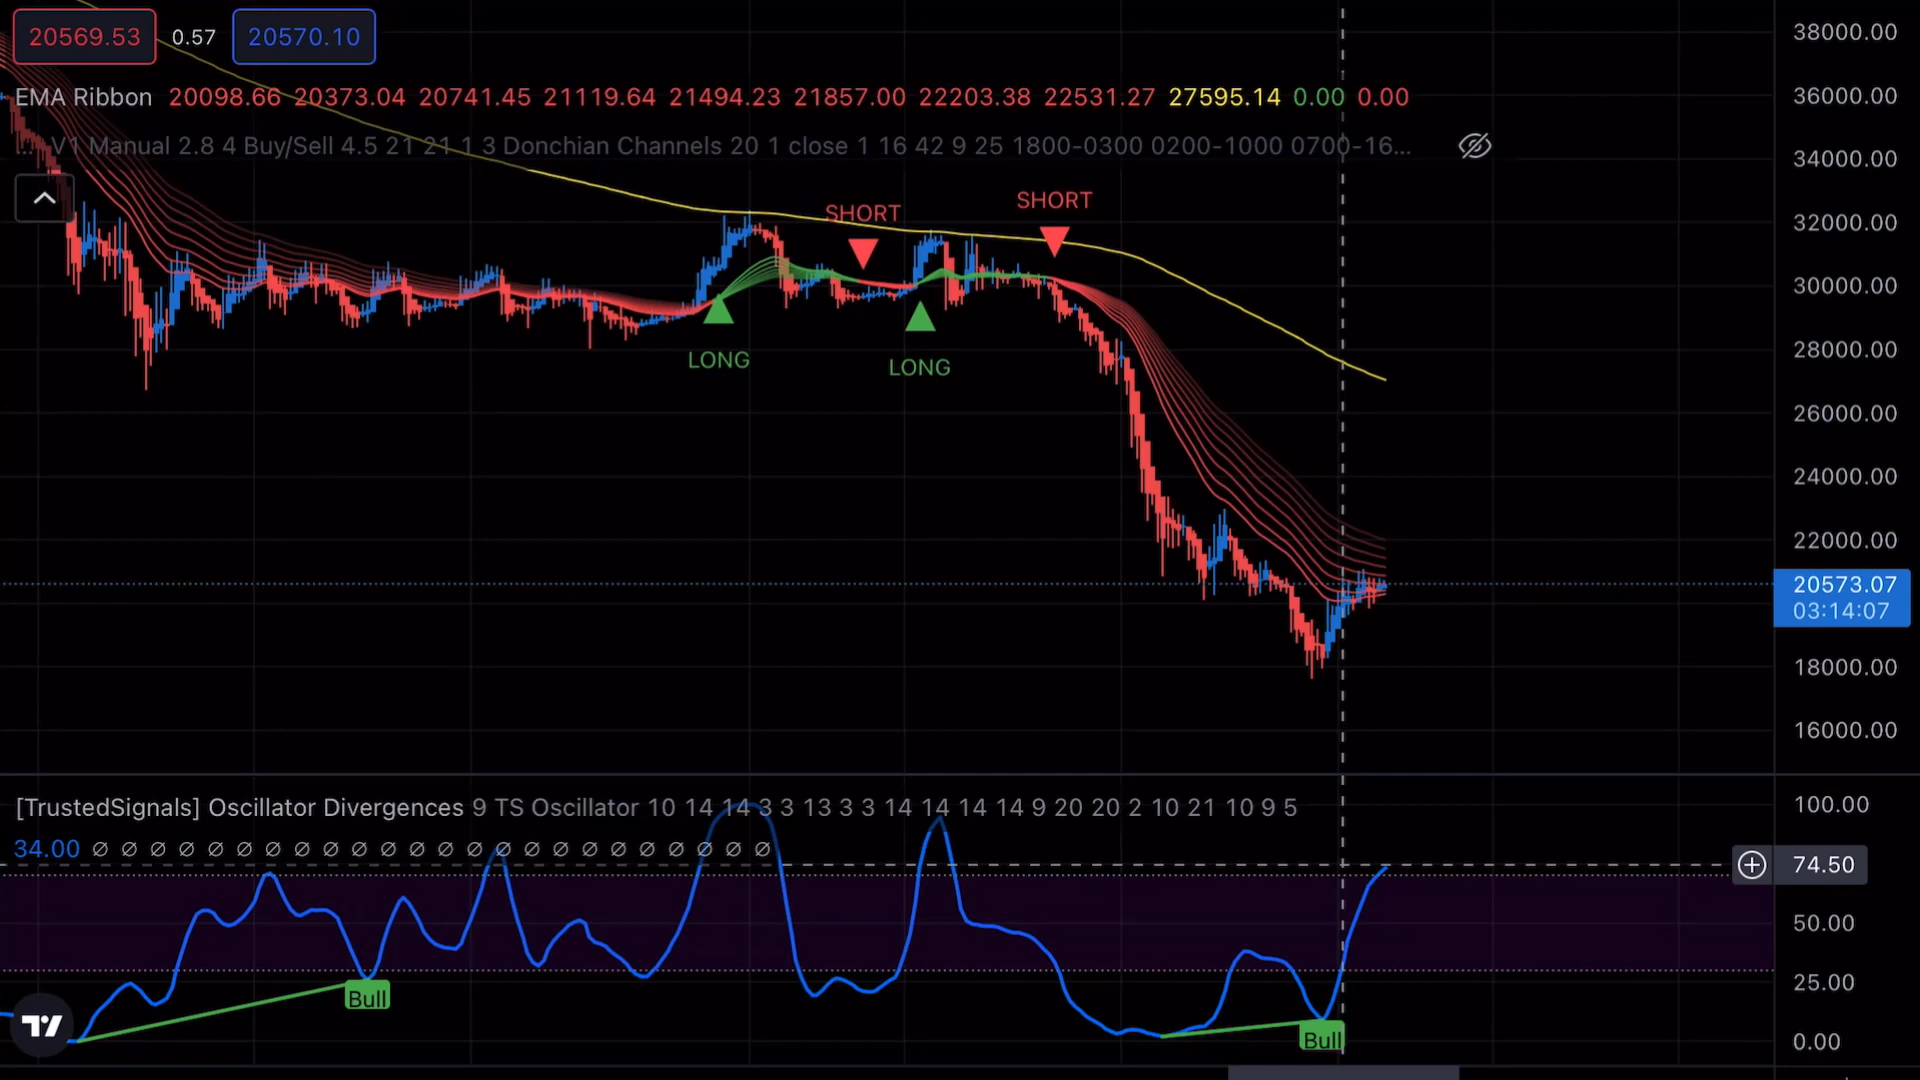 20569.53 0.57 20570.10
EMA Ribbon 20098.66 20373.04 20741.45 21119.64 21494.23 21857.00 22203.38 22531.27 27595.14 0.00 0.00
... V1 Manual 2.8 4 Buy/Sell 4.5 21 21 1 3 Donchian Channels 20 1 close 1 16 42 9 25 1800-0300 0200-1000 0700-16...
SHORT
SHORT
LONG
LONG
38000.00
36000.00
34000.00
32000.00
30000.00
28000.00
26000.00
24000.00
22000.00
20573.07
03:14:07
18000.00
16000.00
[TrustedSignals] Oscillator Divergences 9 TS Oscillator 10 14 14 3 3 13 3 3 14 14 14 14 9 20 20 2 10 21 10 9 5
34.00 ∅ ∅ ∅ ∅ ∅ ∅ ∅ ∅ ∅ ∅ ∅ ∅ ∅ ∅ ∅ ∅ ∅ ∅ ∅ ∅ ∅ ∅ ∅ ∅
Bull
Bull
100.00
74.50
50.00
25.00
0.00